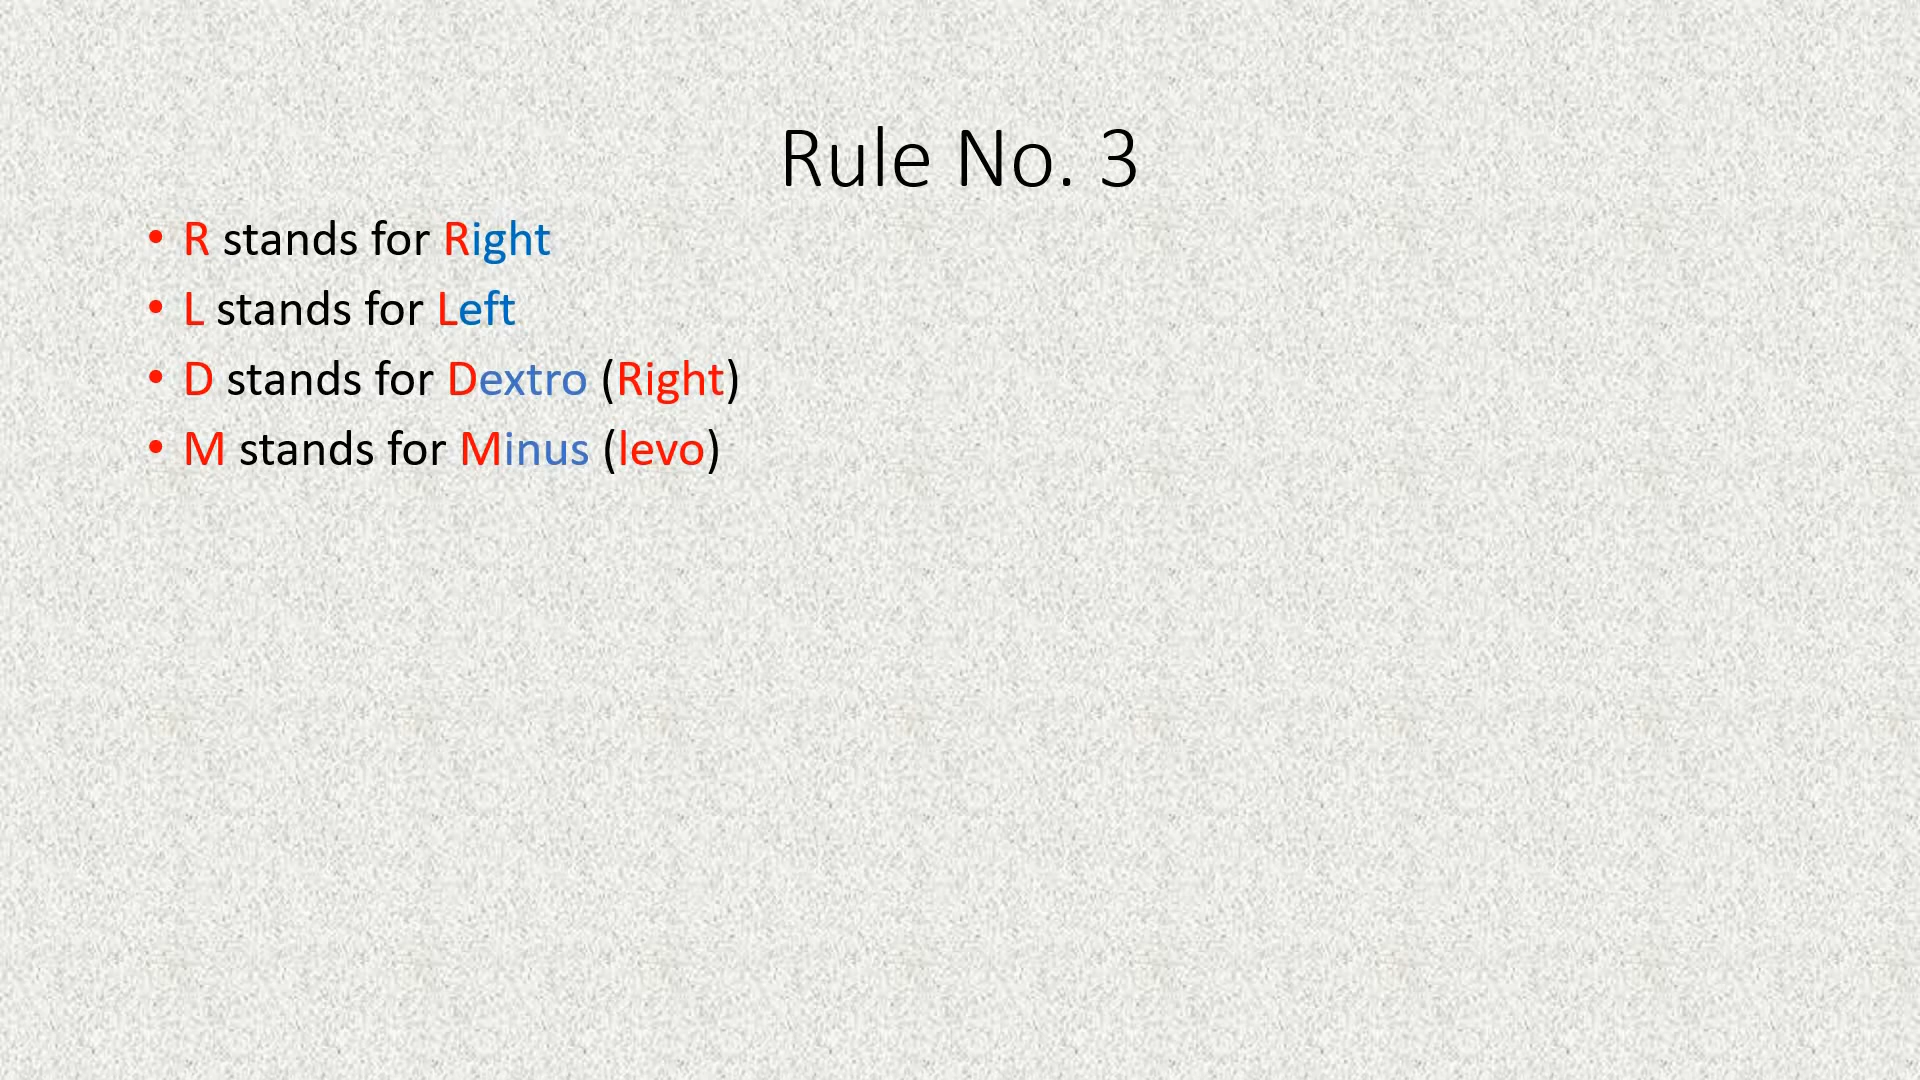 Rule No. 3
• R stands for Right
• L stands for Left
• D stands for Dextro (Right)
• M stands for Minus (levo)